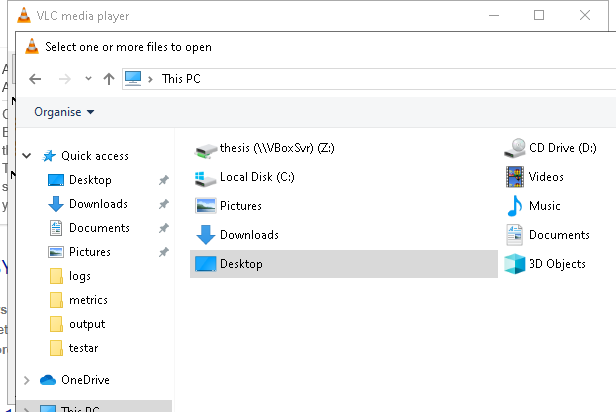 VLC media player
Select one or more files to open
This PC
Organise
Quick access
Desktop
Downloads
Documents
Pictures
logs
metrics
output
testar
OneDrive
This PC
thesis (\\VBoxSvr) (Z:)
Local Disk (C:)
Pictures
Downloads
Desktop
CD Drive (D:)
Videos
Music
Documents
3D Objects